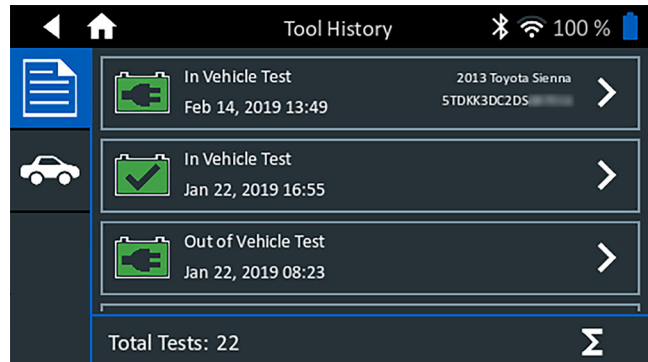 Tool History
100 %
In Vehicle Test
2013 Toyota Sienna
Feb 14, 2019 13:49
5TDKK3DC2DS
In Vehicle Test
Jan 22, 2019 16:55
Out of Vehicle Test
Jan 22, 2019 08:23
Total Tests: 22
Σ